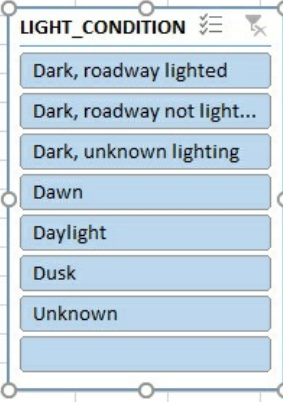 LIGHT_CONDITION
Dark, roadway lighted
Dark, roadway not light...
Dark, unknown lighting
Dawn
Daylight
Dusk
Unknown